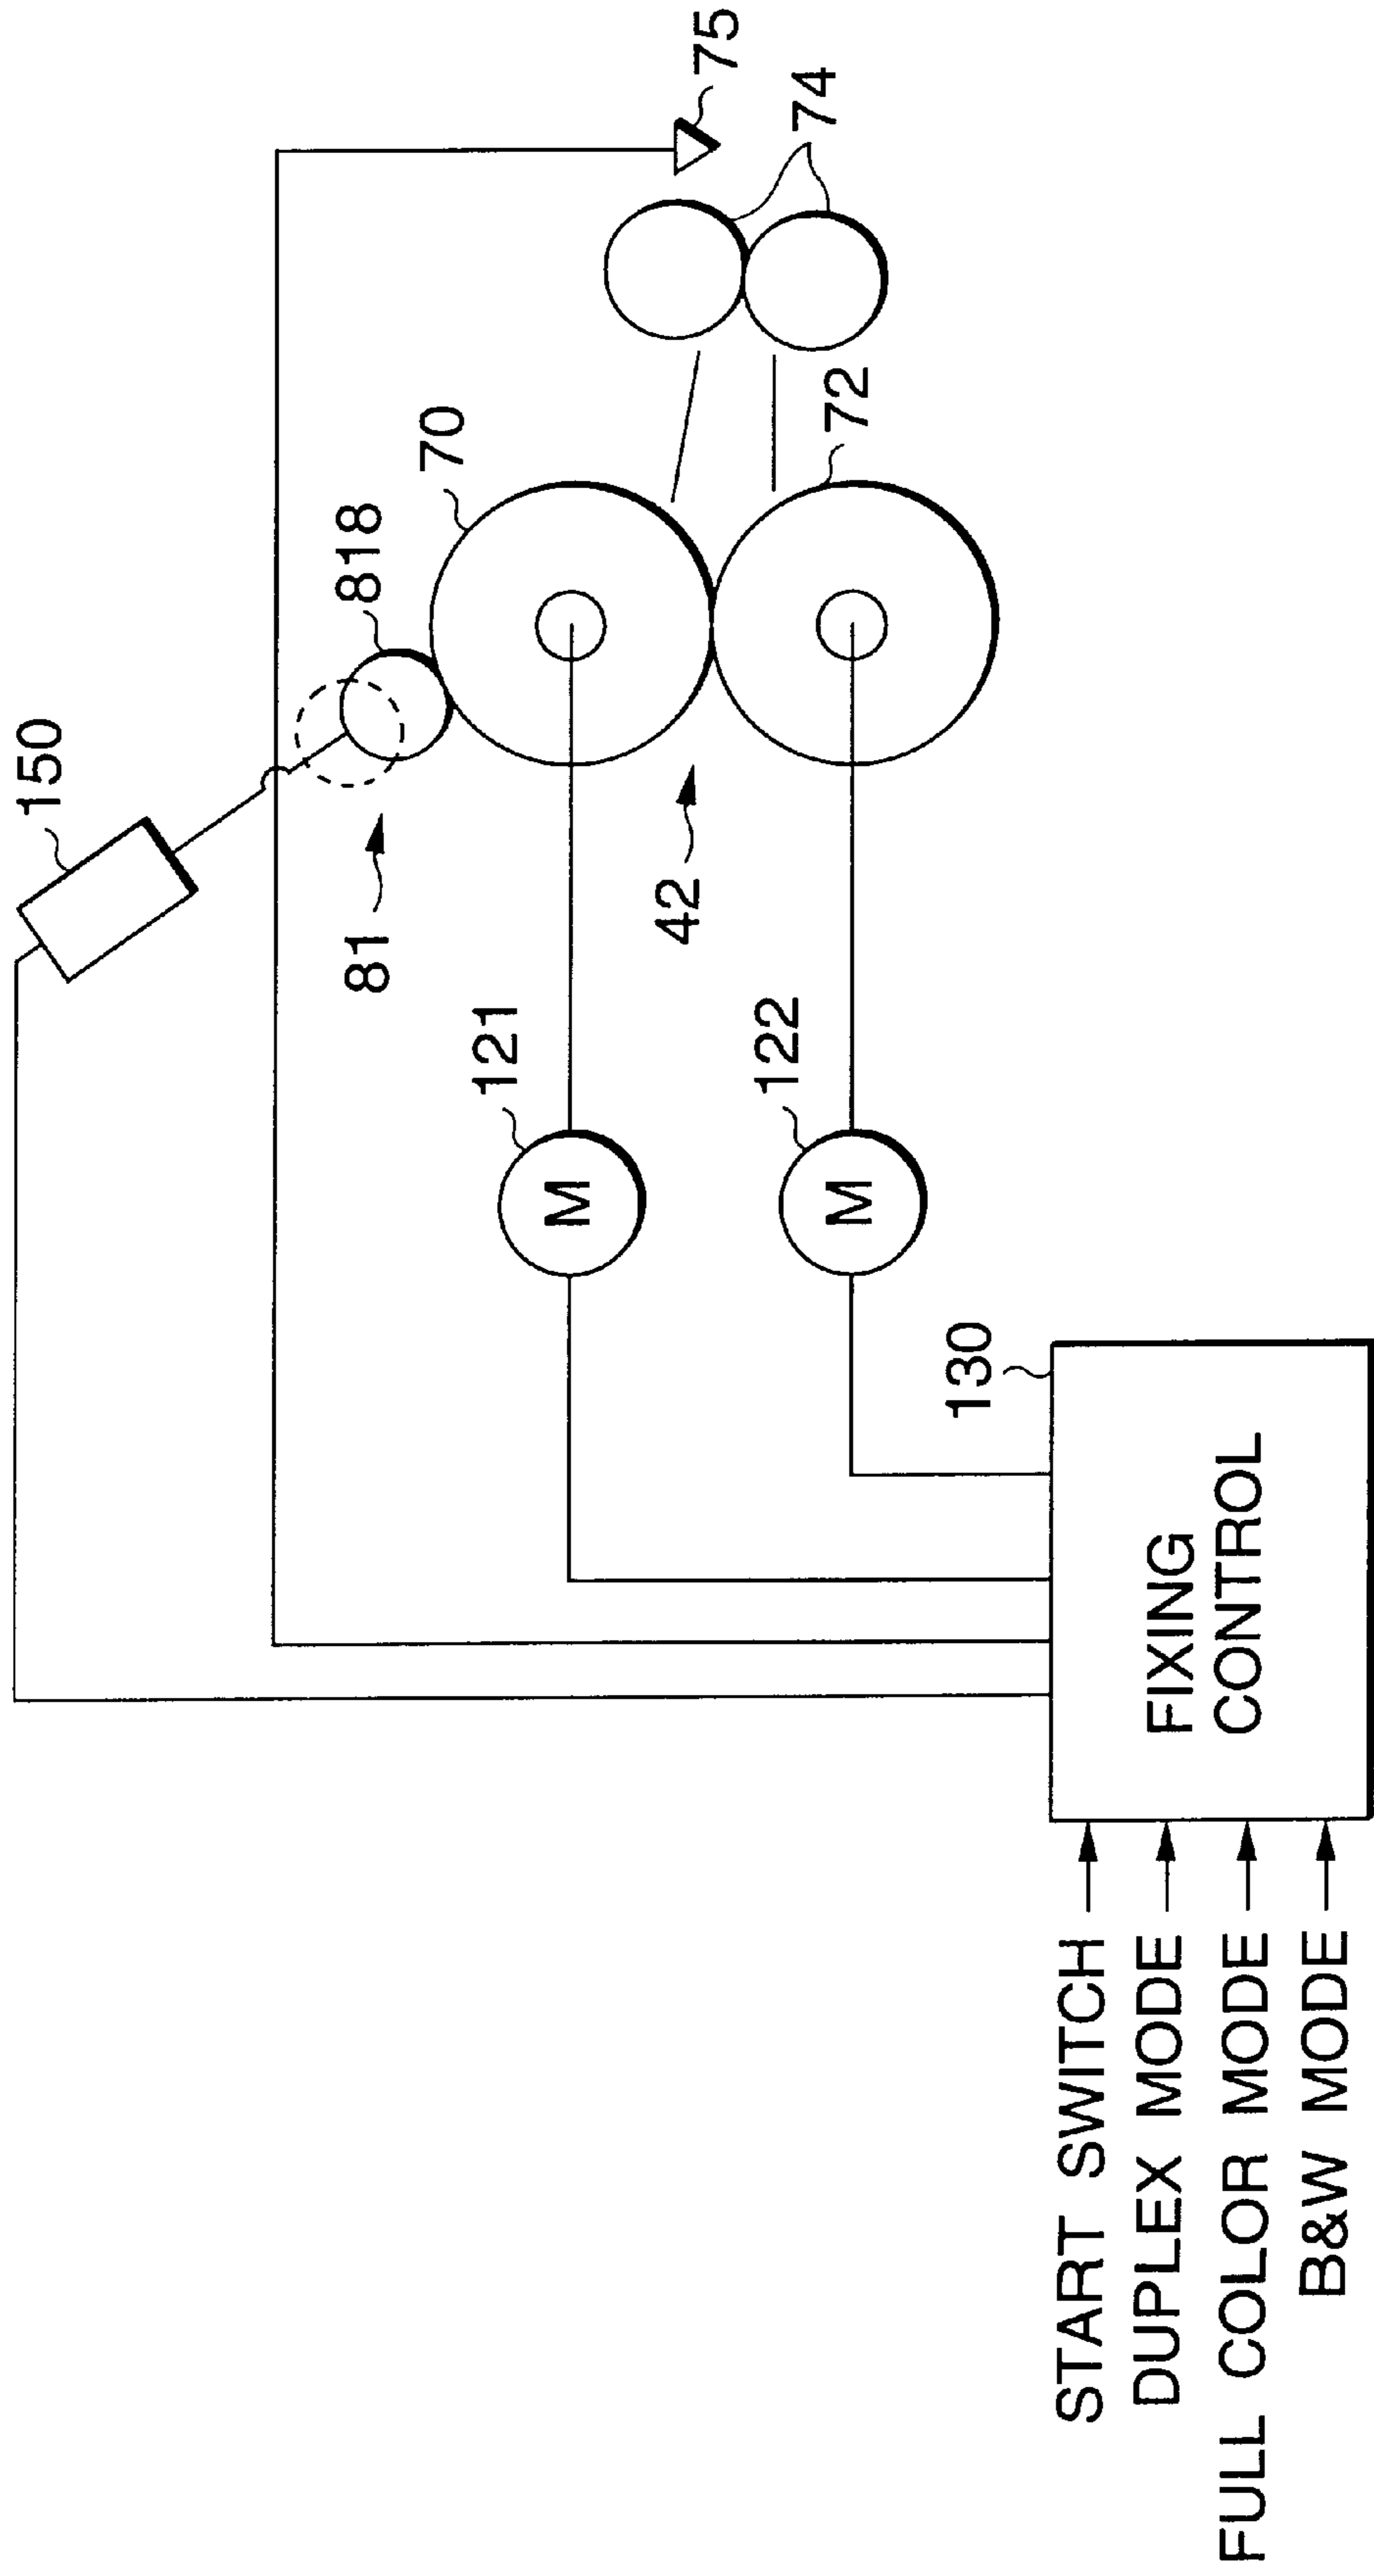 150
81
818
70
75
74
72
42
121
M
122
M
130
FIXING
CONTROL
START SWITCH
DUPLEX MODE
FULL COLOR MODE
B&W MODE